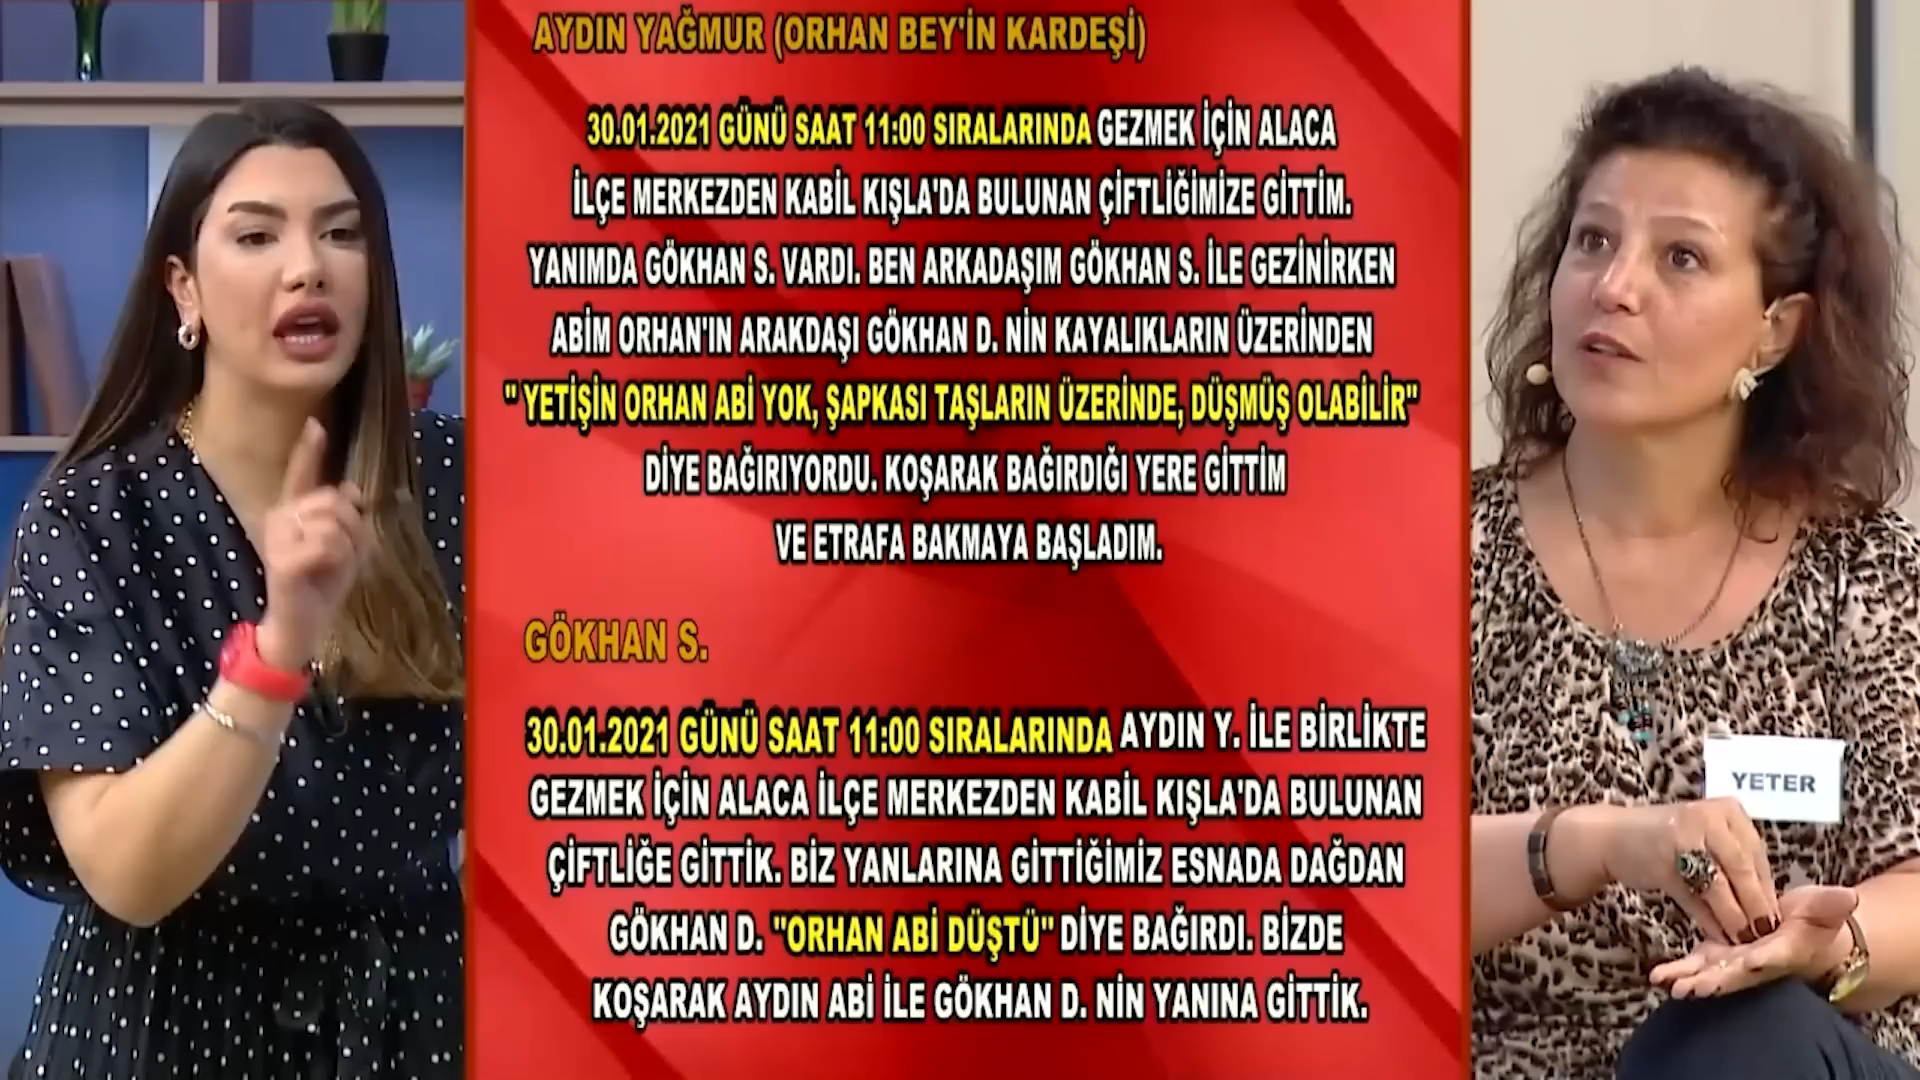 AYDIN YAĞMUR (ORHAN BEY'İN KARDEŞİ)
30.01.2021 GÜNÜ SAAT 11:00 SIRALARINDA GEZMEK İÇİN ALACA
İLÇE MERKEZDEN KABİL KIŞLA'DA BULUNAN ÇİFTLİĞİMİZE GİTTİM.
YANIMDA GÖKHAN S. VARDI. BEN ARKADAŞIM GÖKHAN S. İLE GEZİNİRKEN
ABİM ORHAN'IN ARAKDAŞI GÖKHAN D. NİN KAYALIKLARIN ÜZERİNDEN
" YETİŞİN ORHAN ABİ YOK, ŞAPKASI TAŞLARIN ÜZERİNDE, DÜŞMÜŞ OLABİLİR"
DİYE BAĞIRIYORDU. KOŞARAK BAĞIRDIĞI YERE GİTTİM
VE ETRAFA BAKMAYA BAŞLADIM.
GÖKHAN S.
30.01.2021 GÜNÜ SAAT 11:00 SIRALARINDA AYDIN Y. İLE BİRLİKTE
GEZMEK İÇİN ALACA İLÇE MERKEZDEN KABİL KIŞLA'DA BULUNAN
ÇİFTLİĞE GİTTİK. BİZ YANLARINA GİTTİĞİMİZ ESNADA DAĞDAN
GÖKHAN D. "ORHAN ABİ DÜŞTÜ" DİYE BAĞIRDI. BİZDE
KOŞARAK AYDIN ABİ İLE GÖKHAN D. NİN YANINA GİTTİK.
YETER